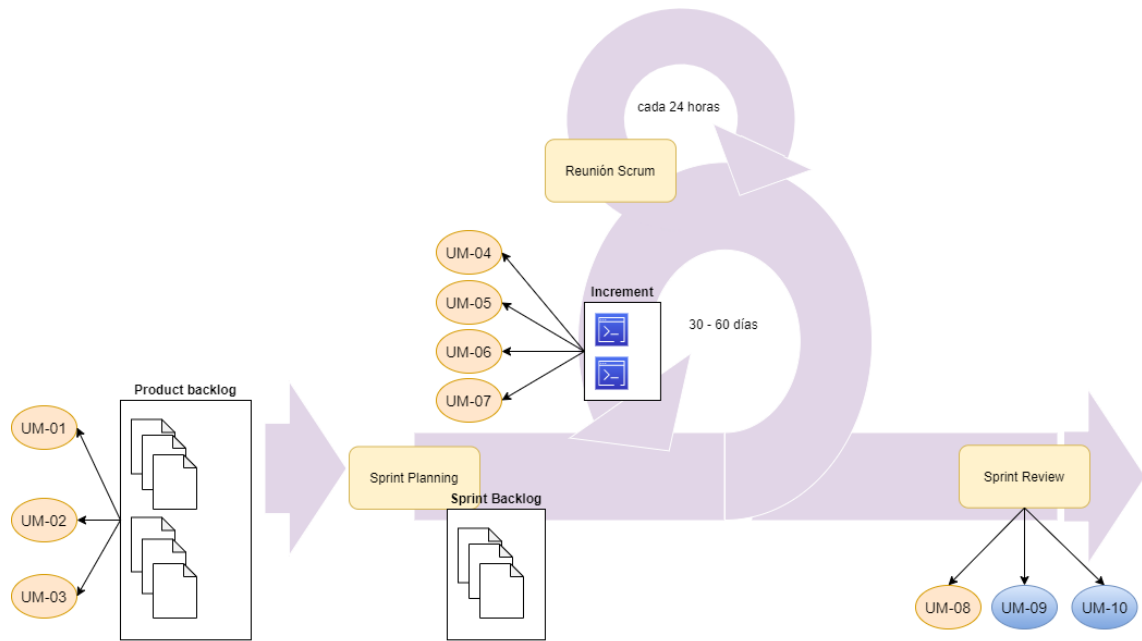 cada 24 horas
Reunión Scrum
UM-04
UM-05
UM-06
UM-07
Increment
30 - 60 días
Product backlog
UM-01
UM-02
UM-03
Sprint Planning
Sprint Backlog
Sprint Review
UM-08
UM-09
UM-10